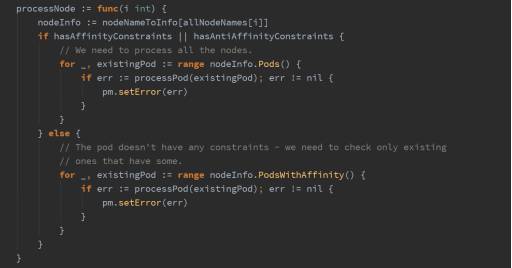 processNode := func(i int) {
    nodeInfo := nodeNameToInfo[allNodeNames[i]]
    if hasAffinityConstraints || hasAntiAffinityConstraints {
        // We need to process all the nodes.
        for _, existingPod := range nodeInfo.Pods() {
            if err := processPod(existingPod); err != nil {
                pm.setError(err)
            }
        }
    } else {
        // The pod doesn't have any constraints - we need to check only existing
        // ones that have some.
        for _, existingPod := range nodeInfo.PodsWithAffinity() {
            if err := processPod(existingPod); err != nil {
                pm.setError(err)
            }
        }
    }
}